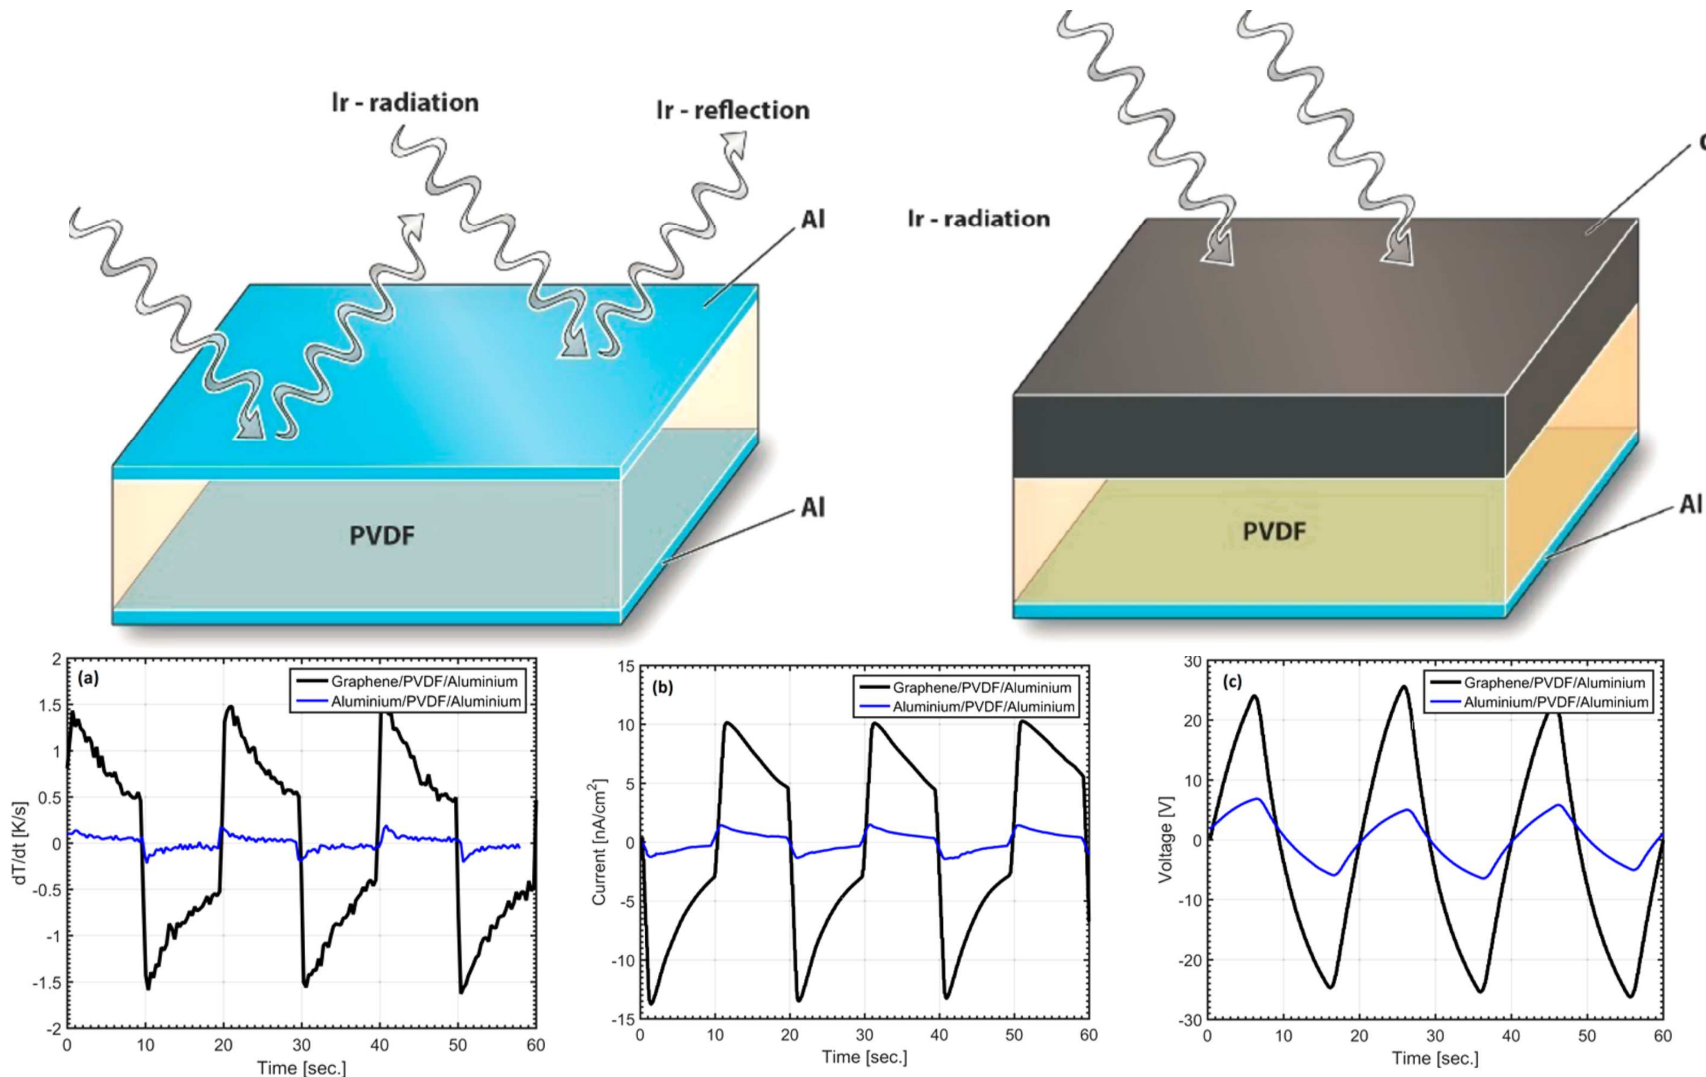 Ir - radiation
Ir - reflection
Al
PVDF
Al
Ir - radiation
PVDF
Al
(a)
Graphene/PVDF/Aluminium
Aluminium/PVDF/Aluminium
dT/dt [K/s]
2
1.5
1
0.5
0
-0.5
-1
-1.5
-2
0 10 20 30 40 50 60
Time [sec.]
(b)
Graphene/PVDF/Aluminium
Aluminium/PVDF/Aluminium
Current [nA/cm2]
15
10
5
0
-5
-10
-15
0 10 20 30 40 50 60
Time [sec.]
(c)
Graphene/PVDF/Aluminium
Aluminium/PVDF/Aluminium
Voltage [V]
30
20
10
0
-10
-20
-30
0 10 20 30 40 50 60
Time [sec.]